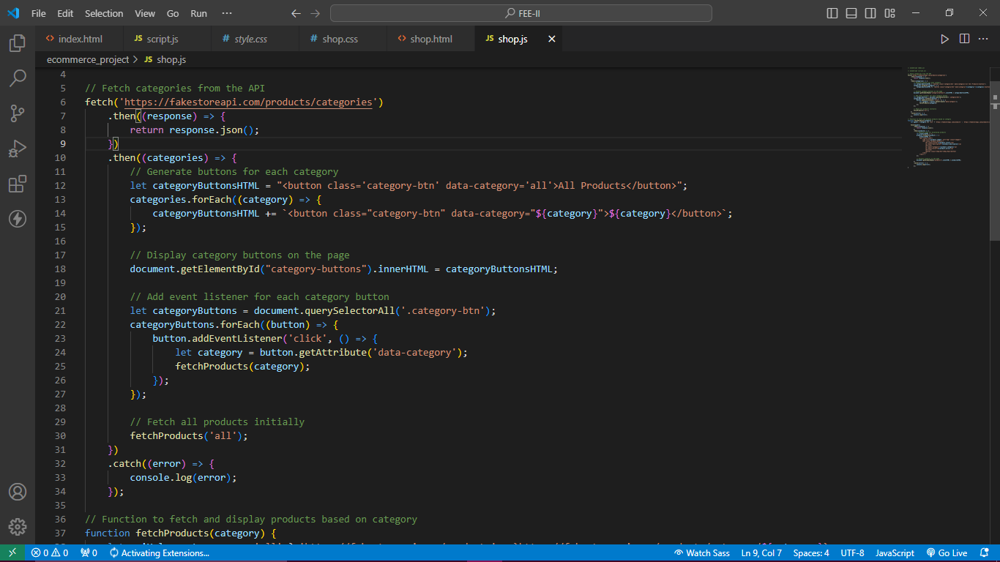 File Edit Selection View Go Run ··· FEE-II
index.html JS script.js # style.css # shop.css shop.html JS shop.js
ecommerce_project > JS shop.js
4
5 // Fetch categories from the API
6 fetch('https://fakestoreapi.com/products/categories')
7 .then((response) => {
8 return response.json();
9 })
10 .then((categories) => {
11 // Generate buttons for each category
12 let categoryButtonsHTML = "<button class='category-btn' data-category='all'>All Products</button>";
13 categories.forEach((category) => {
14 categoryButtonsHTML += `<button class="category-btn" data-category="${category}">${category}</button>`;
15 });
16
17 // Display category buttons on the page
18 document.getElementById("category-buttons").innerHTML = categoryButtonsHTML;
19
20 // Add event listener for each category button
21 let categoryButtons = document.querySelectorAll('.category-btn');
22 categoryButtons.forEach((button) => {
23 button.addEventListener('click', () => {
24 let category = button.getAttribute('data-category');
25 fetchProducts(category);
26 });
27 });
28
29 // Fetch all products initially
30 fetchProducts('all');
31 })
32 .catch((error) => {
33 console.log(error);
34 });
35
36 // Function to fetch and display products based on category
37 function fetchProducts(category) {
0 0 0 Activating Extensions... Watch Sass Ln 9, Col 7 Spaces: 4 UTF-8 JavaScript Go Live